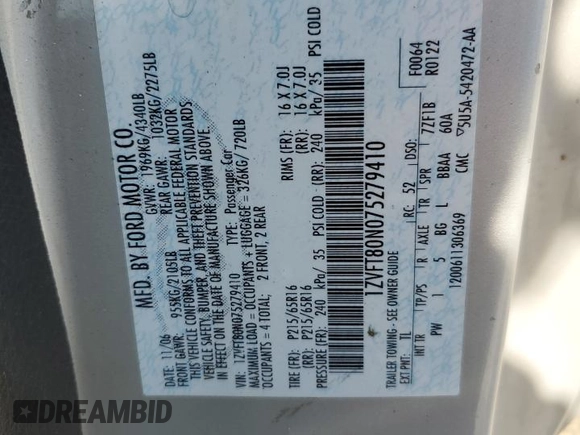 MFD. BY FORD MOTOR CO.
DATE: 11/06 GVWR: 1969KG/4340LB
FRONT GAWR: 955KG/2105LB REAR GAWR: 1032KG/2275LB
THIS VEHICLE CONFORMS TO ALL APPLICABLE FEDERAL MOTOR
VEHICLE SAFETY, BUMPER, AND THEFT PREVENTION STANDARDS
IN EFFECT ON THE DATE OF MANUFACTURE SHOWN ABOVE.
VIN: 1ZVFT80N075279410 TYPE: Passenger Car
MAXIMUM LOAD = OCCUPANTS + LUGGAGE = 326KG/720LB
OCCUPANTS = 4 TOTAL; 2 FRONT, 2 REAR
TIRE (FR): P215/65R16 RIMS (FR): 16 X 7.0J
(RR): P215/65R16 (RR): 16 X 7.0J
PRESSURE (FR): 240 kPa/ 35 PSI COLD (RR): 240 kPa/ 35 PSI COLD
1ZVFT80N075279410
TRAILER TOWING - SEE OWNER GUIDE
F0064
R0122
EXT PNT: TL RC: 52 DSO:
INT TR TP/PS R AXLE TR SPR 7ZF1B
PW 1 5 BG L BBAA 60A
1200611306369 CMC ▽5U5A-5420472-AA
DREAMBID